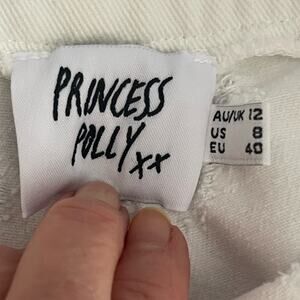 PRINCESS
POLLY xx
AU/UK 12
US 8
EU 40